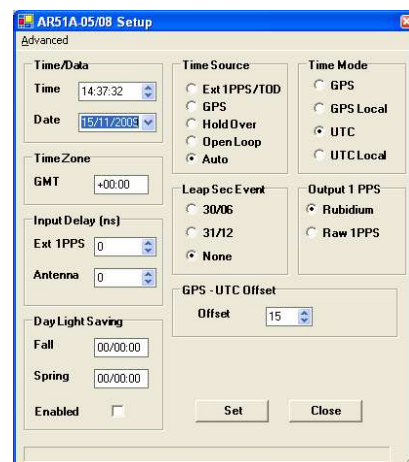 AR51A-05/08 Setup
Advanced
Time/Data
Time 14:37:32
Date 15/11/2009
Time Zone
GMT +00:00
Input Delay (ns)
Ext 1PPS 0
Antenna 0
Day Light Saving
Fall 00/00:00
Spring 00/00:00
Enabled
Time Source
Ext 1PPS/TOD
GPS
Hold Over
Open Loop
Auto
Time Mode
GPS
GPS Local
UTC
UTC Local
Leap Sec Event
30/06
31/12
None
Output 1 PPS
Rubidium
Raw 1PPS
GPS - UTC Offset
Offset 15
Set
Close